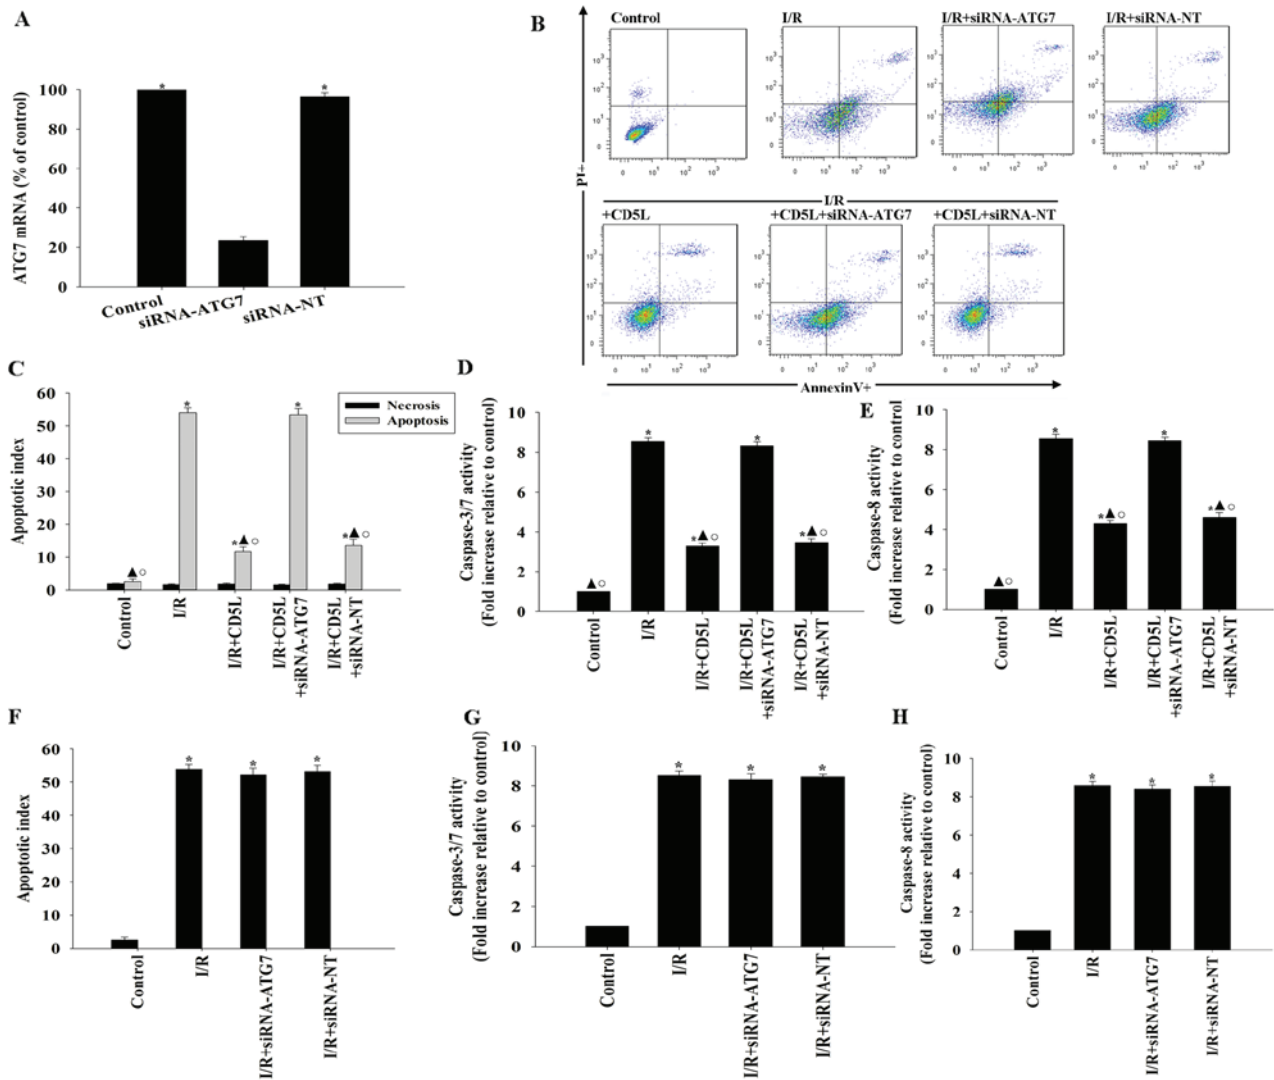 A
ATG7 mRNA (% of control)
100
80
60
40
20
0
*
*
Control
siRNA-ATG7
siRNA-NT
B
PI+
Control
I/R
I/R+siRNA-ATG7
I/R+siRNA-NT
I/R
+CD5L
+CD5L+siRNA-ATG7
+CD5L+siRNA-NT
AnnexinV+
C
Apoptotic index
60
50
40
30
20
10
0
Necrosis
Apoptosis
▲○
*
*▲○
*
*▲○
Control
I/R
I/R+CD5L
I/R+CD5L
+siRNA-ATG7
I/R+CD5L
+siRNA-NT
D
Caspase-3/7 activity
(Fold increase relative to control)
10
8
6
4
2
0
▲○
*
*▲○
*
*▲○
Control
I/R
I/R+CD5L
I/R+CD5L
+siRNA-ATG7
I/R+CD5L
+siRNA-NT
E
Caspase-8 activity
(Fold increase relative to control)
10
8
6
4
2
0
▲○
*
*▲○
*
*▲○
Control
I/R
I/R+CD5L
I/R+CD5L
+siRNA-ATG7
I/R+CD5L
+siRNA-NT
F
Apoptotic index
60
50
40
30
20
10
0
*
*
*
Control
I/R
I/R+siRNA-ATG7
I/R+siRNA-NT
G
Caspase-3/7 activity
(Fold increase relative to control)
10
8
6
4
2
0
*
*
*
Control
I/R
I/R+siRNA-ATG7
I/R+siRNA-NT
H
Caspase-8 activity
(Fold increase relative to control)
10
8
6
4
2
0
*
*
*
Control
I/R
I/R+siRNA-ATG7
I/R+siRNA-NT